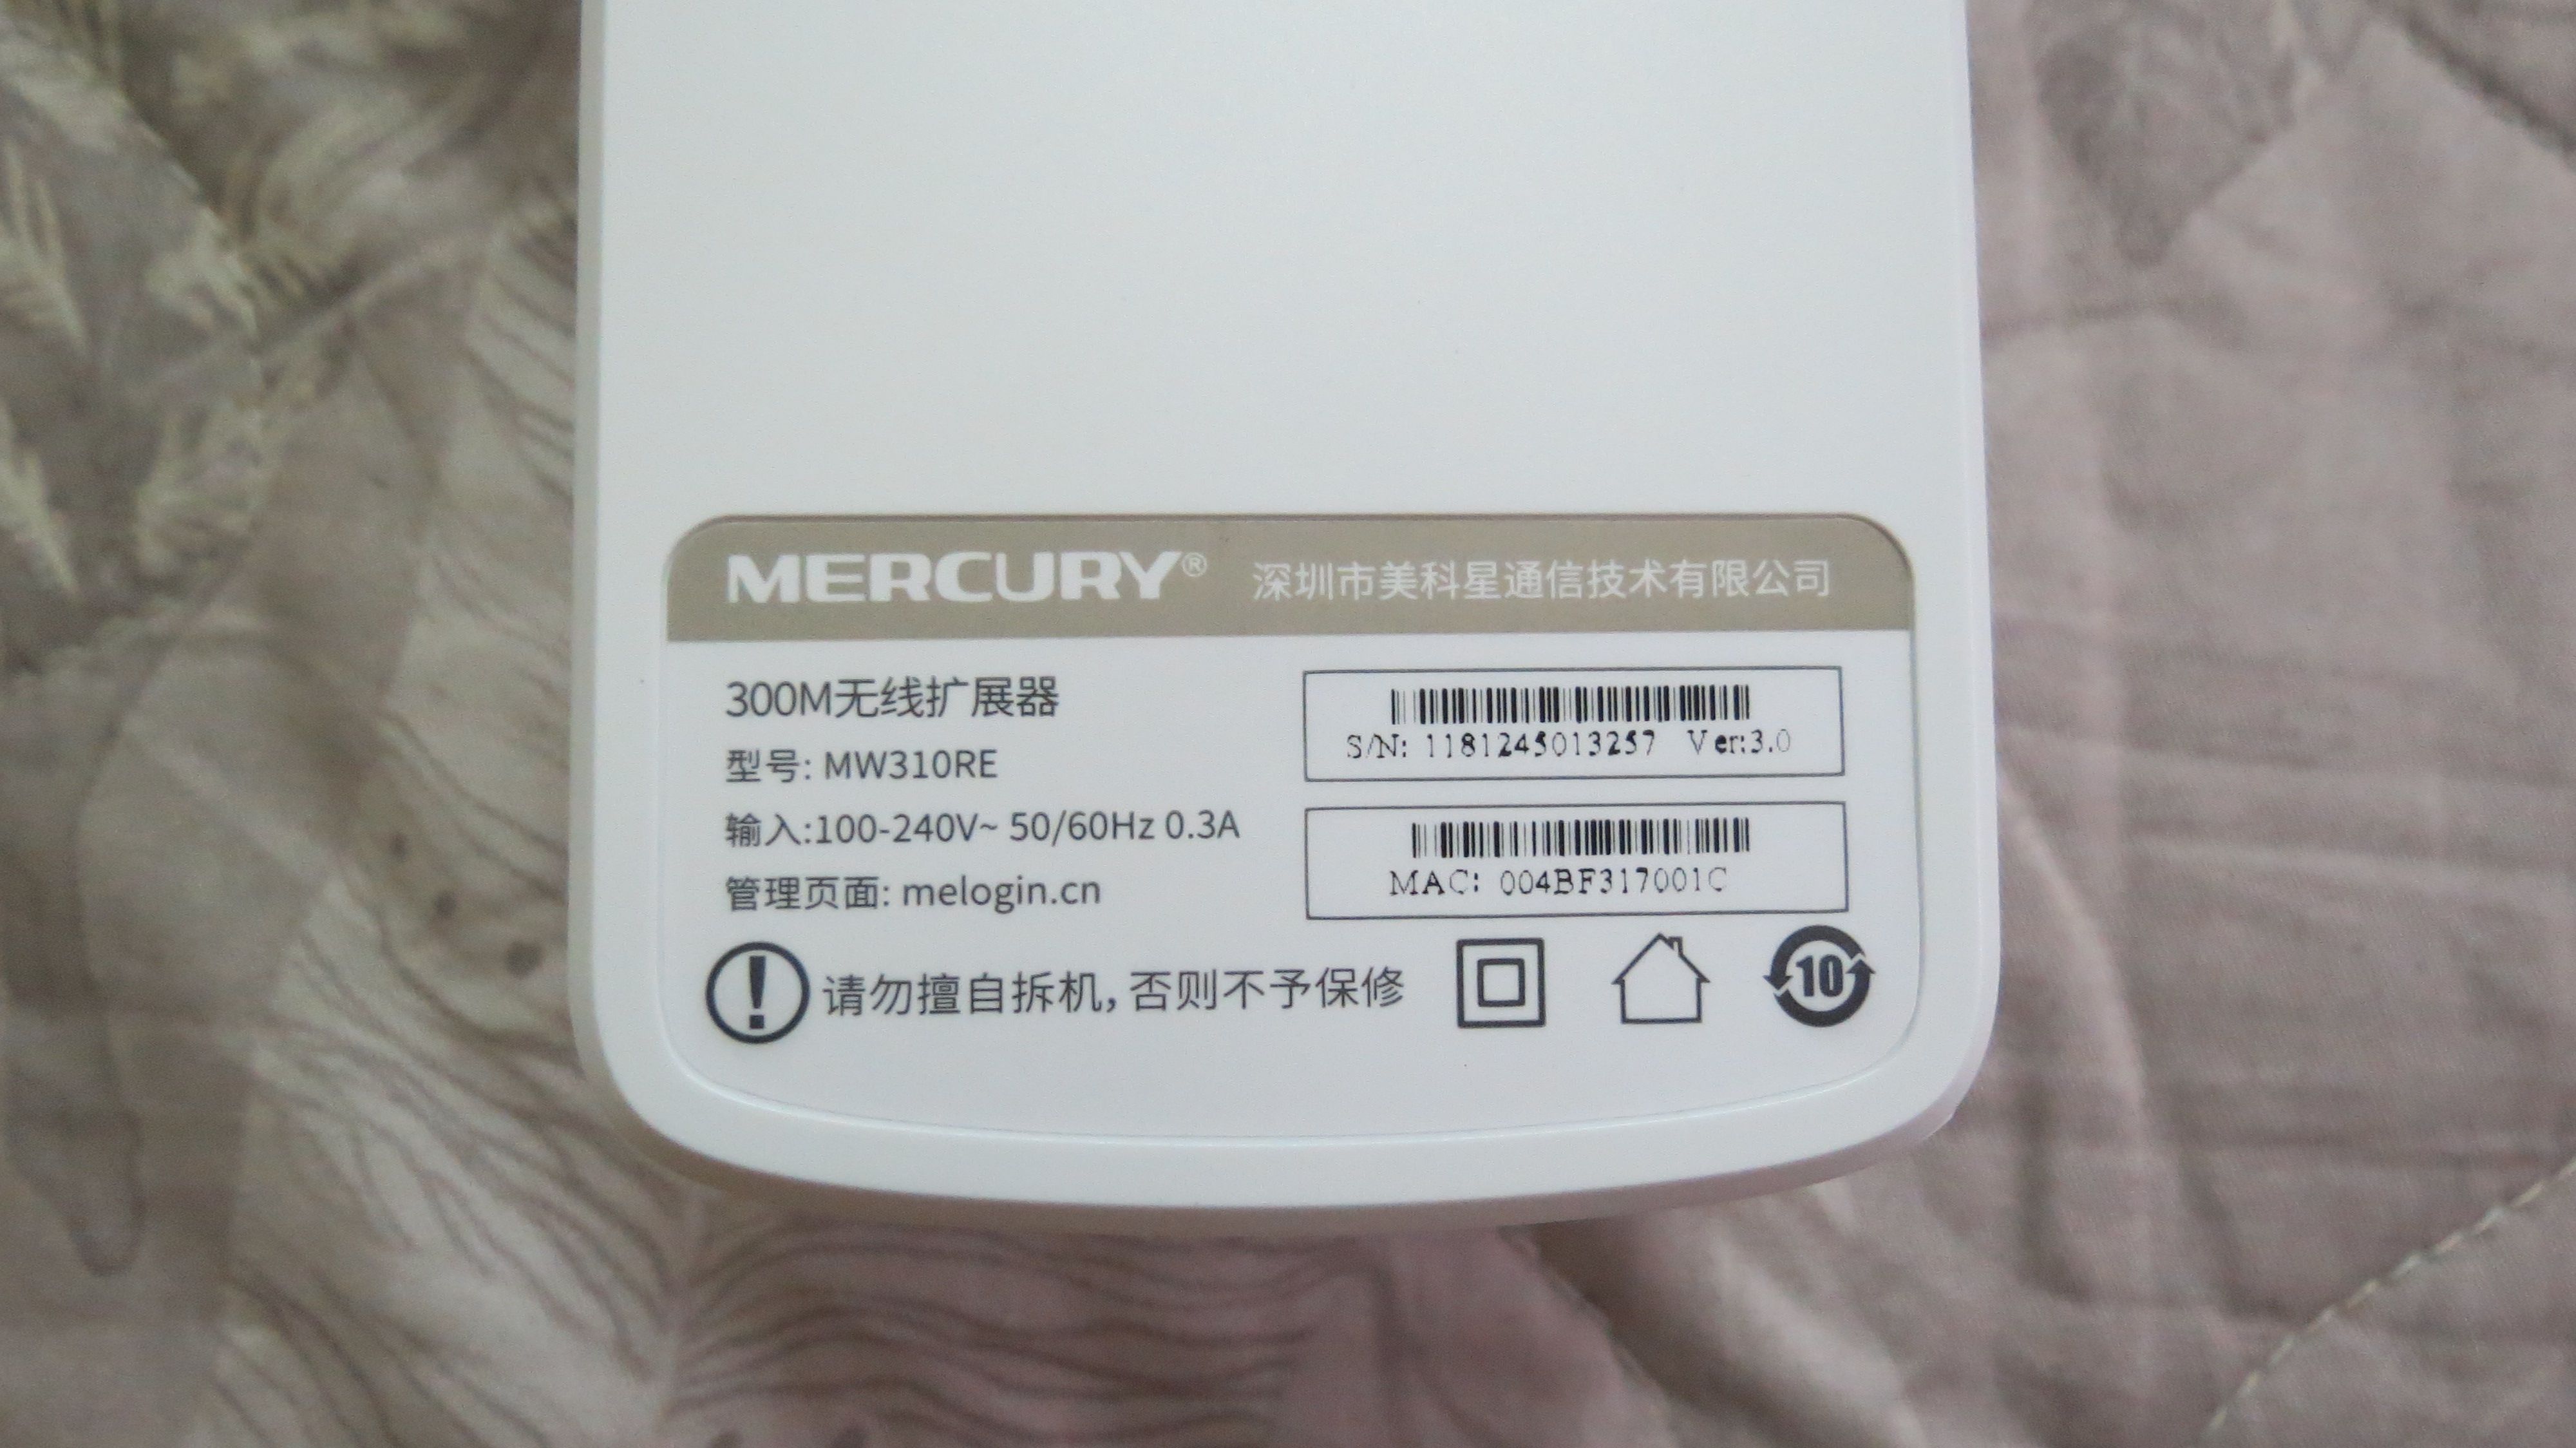 MERCURY® 深圳市美科星通信技术有限公司
300M无线扩展器
型号: MW310RE
输入:100-240V~ 50/60Hz 0.3A
管理页面: melogin.cn
S/N: 1181245013257 Ver:3.0
MAC: 004BF317001C
! 请勿擅自拆机,否则不予保修
10